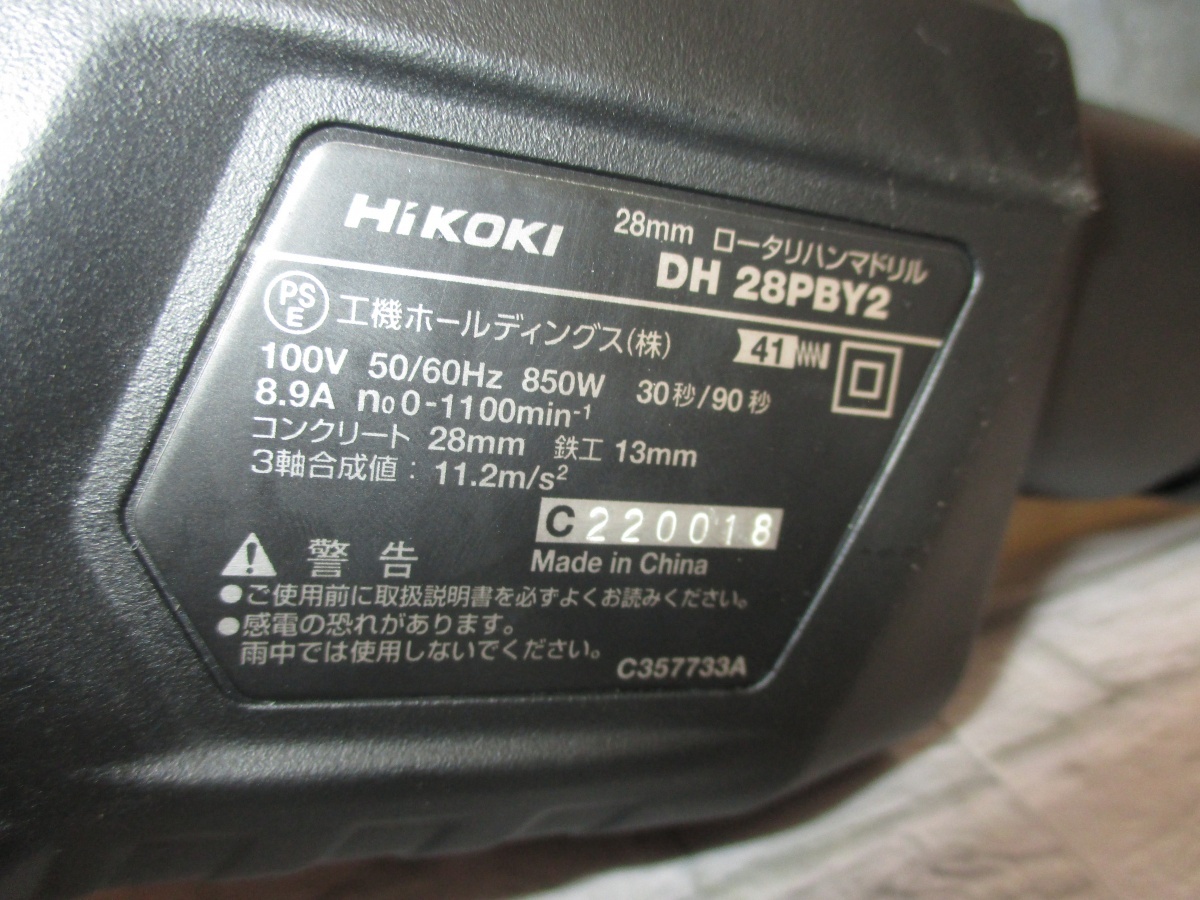 HiKOKI
28mm ロータリハンマドリル
DH 28PBY2
PSE 工機ホールディングス(株)
41
100V 50/60Hz 850W 30秒/90秒
8.9A n₀ 0-1100min⁻¹
コンクリート 28mm 鉄工 13mm
3軸合成値: 11.2m/s²
C220018
Made in China
警告
●ご使用前に取扱説明書を必ずよくお読みください。
●感電の恐れがあります。
雨中では使用しないでください。
C357733A